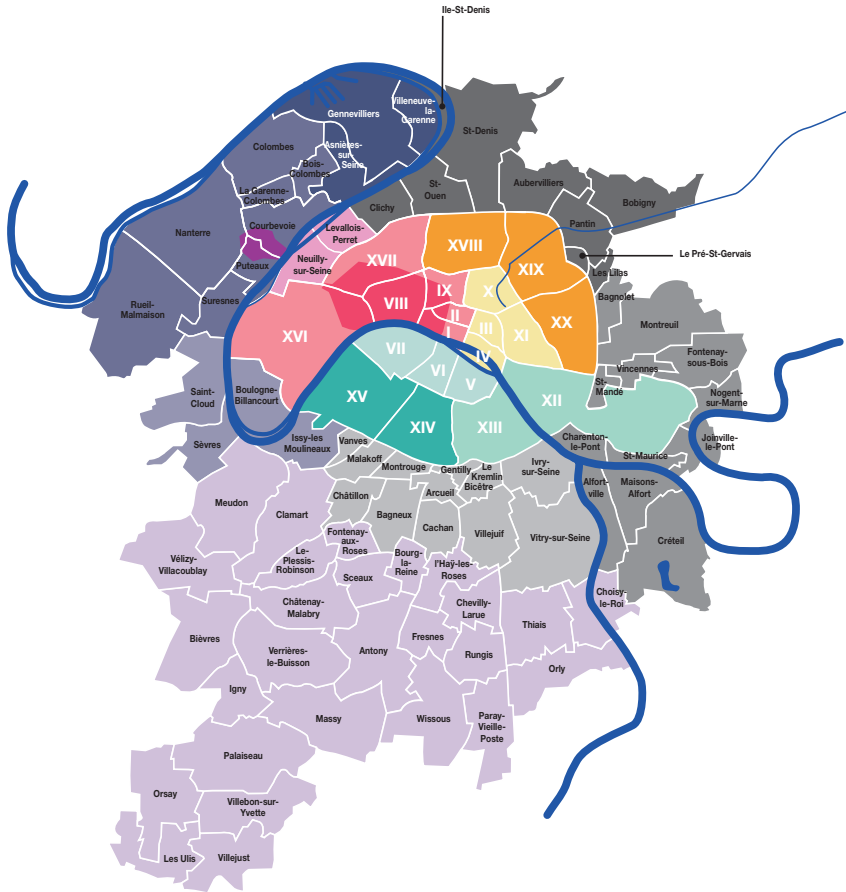 Ile-St-Denis
Villeneuve-
la-
Garenne
Gennevilliers
St-Denis
Colombes
Asnières-
sur
Seine
Bois-
Colombes
Aubervilliers
La Garenne-
Colombes
St-
Ouen
Bobigny
Clichy
Courbevoie
Pantin
Levallois-
Perret
Nanterre
XVIII
Le Pré-St-Gervais
Neuilly-
sur-Seine
XVII
Puteaux
XIX
Les Lilas
IX
X
Bagnolet
Suresnes
Rueil-
Malmaison
VIII
II
XX
Montreuil
III
I
XI
XVI
VII
IV
Fontenay-
sous-Bois
VI
Vincennes
V
St-
Mandé
Saint-
Cloud
Boulogne-
Billancourt
XV
XII
Nogent-
sur-Marne
XIV
XIII
Issy-les
Moulineaux
Vanves
Charenton-
le-Pont
Joinville-
le-Pont
Sèvres
Malakoff
St-Maurice
Montrouge
Gentilly
Le
Kremlin
Bicêtre
Ivry-
sur-Seine
Alfort-
ville
Maisons-
Alfort
Châtillon
Arcueil
Meudon
Clamart
Bagneux
Cachan
Villejuif
Vitry-sur-Seine
Créteil
Fontenay-
aux-
Roses
Vélizy-
Villacoublay
Le-
Plessis-
Robinson
Bourg-
la-
Reine
l'Haÿ-les-
Roses
Sceaux
Choisy-
le-Roi
Châtenay-
Malabry
Chevilly-
Larue
Thiais
Bièvres
Verrières-
le-Buisson
Antony
Fresnes
Rungis
Orly
Igny
Massy
Wissous
Paray-
Vieille-
Poste
Palaiseau
Orsay
Villebon-sur-
Yvette
Les Ulis
Villejust